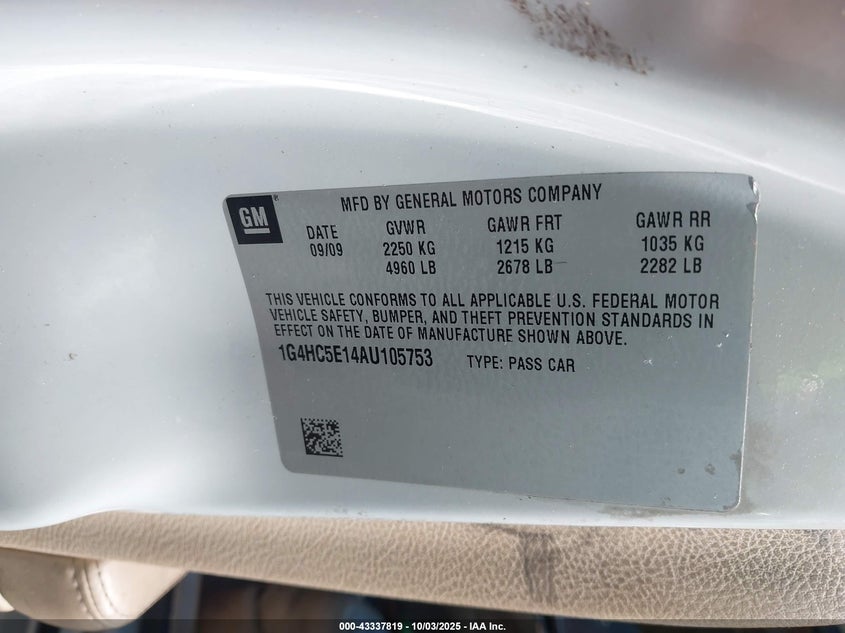 GM
MFD BY GENERAL MOTORS COMPANY
DATE GVWR GAWR FRT GAWR RR
09/09 2250 KG 1215 KG 1035 KG
4960 LB 2678 LB 2282 LB
THIS VEHICLE CONFORMS TO ALL APPLICABLE U.S. FEDERAL MOTOR
VEHICLE SAFETY, BUMPER, AND THEFT PREVENTION STANDARDS IN
EFFECT ON THE DATE OF MANUFACTURE SHOWN ABOVE.
1G4HC5E14AU105753 TYPE: PASS CAR
000-43337819 - 10/03/2025 - IAA Inc.